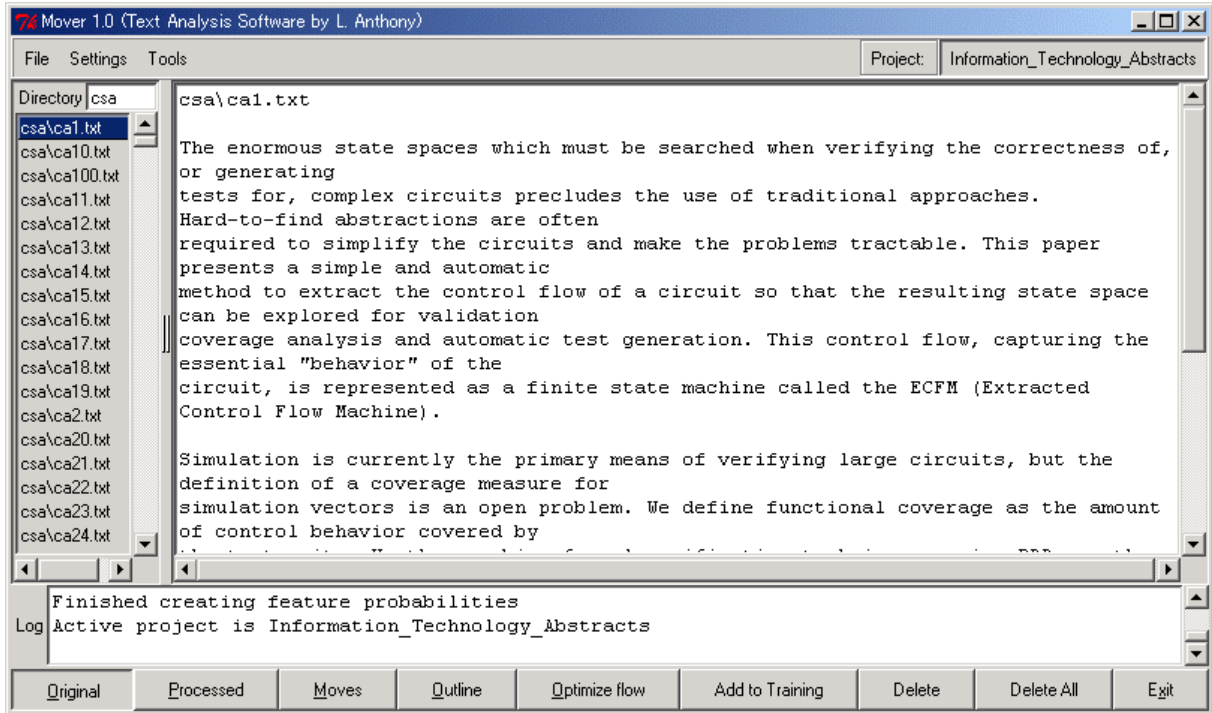 Mover 1.0 (Text Analysis Software by L. Anthony)
File Settings Tools Project: Information_Technology_Abstracts
Directory csa
csa\ca1.txt
csa\ca10.txt
csa\ca100.txt
csa\ca11.txt
csa\ca12.txt
csa\ca13.txt
csa\ca14.txt
csa\ca15.txt
csa\ca16.txt
csa\ca17.txt
csa\ca18.txt
csa\ca19.txt
csa\ca2.txt
csa\ca20.txt
csa\ca21.txt
csa\ca22.txt
csa\ca23.txt
csa\ca24.txt
csa\ca1.txt
The enormous state spaces which must be searched when verifying the correctness of,
or generating
tests for, complex circuits precludes the use of traditional approaches.
Hard-to-find abstractions are often
required to simplify the circuits and make the problems tractable. This paper
presents a simple and automatic
method to extract the control flow of a circuit so that the resulting state space
can be explored for validation
coverage analysis and automatic test generation. This control flow, capturing the
essential "behavior" of the
circuit, is represented as a finite state machine called the ECFM (Extracted
Control Flow Machine).
Simulation is currently the primary means of verifying large circuits, but the
definition of a coverage measure for
simulation vectors is an open problem. We define functional coverage as the amount
of control behavior covered by
Log
Finished creating feature probabilities
Active project is Information_Technology_Abstracts
Original Processed Moves Outline Optimize flow Add to Training Delete Delete All Exit